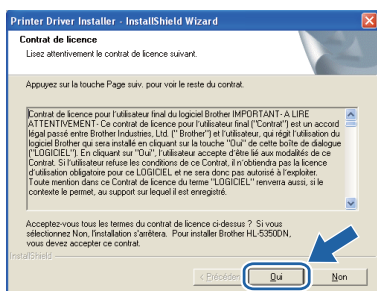 Printer Driver Installer - InstallShield Wizard
Contrat de licence
Lisez attentivement le contrat de licence suivant.
Appuyez sur la touche Page suiv. pour voir le reste du contrat.
Contrat de licence pour l'utilisateur final du logiciel Brother IMPORTANT- A LIRE
ATTENTIVEMENT- Ce contrat de licence pour l'utilisateur final ("Contrat") est un accord
légal passé entre Brother Industries, Ltd. (" Brother") et l'utilisateur, qui régit l'utilisation du
logiciel Brother qui sera installé en cliquant sur la touche "Oui" de cette boîte de dialogue
("LOGICIEL"). En cliquant sur "Oui", l'utilisateur accepte d'être lié aux modalités de ce
Contrat. Si l'utilisateur refuse les conditions de ce Contrat, il n'obtiendra pas la licence
d'utilisation obligatoire pour ce LOGICIEL et ne sera donc pas autorisé à l'exploiter.
Toute mention dans ce Contrat de licence du terme "LOGICIEL" renverra aussi, si le
contexte le permet, au support sur lequel il est enregistré.
Acceptez-vous tous les termes du contrat de licence ci-dessus ? Si vous
sélectionnez Non, l'installation s'arrêtera. Pour installer Brother HL-5350DN,
vous devez accepter ce contrat.
InstallShield
< Précédent Oui Non